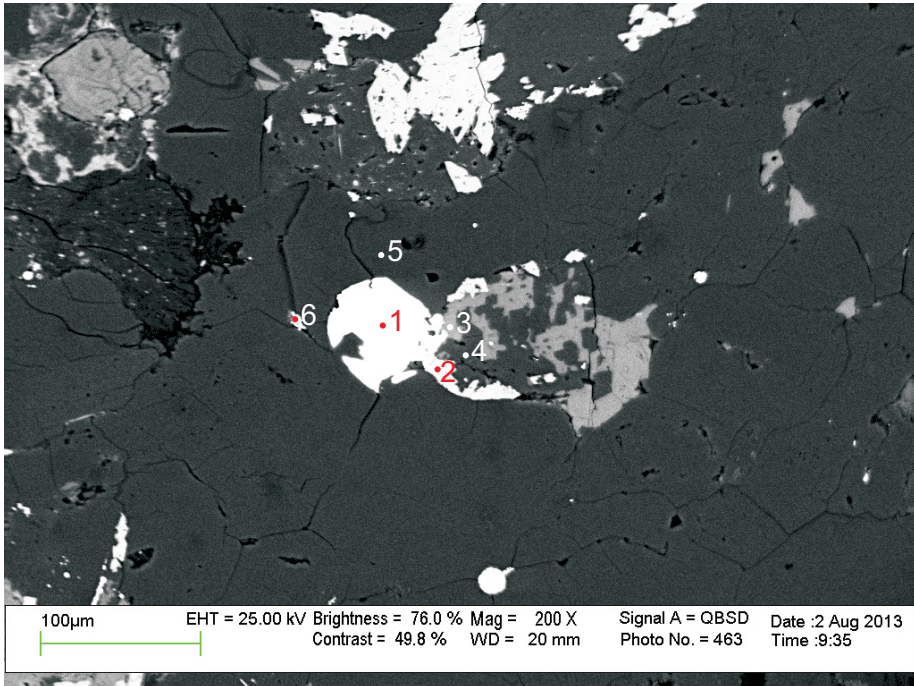 5
6
1
3
4
2
100µm
EHT = 25.00 kV Brightness = 76.0 % Mag = 200 X Signal A = QBSD Date :2 Aug 2013
Contrast = 49.8 % WD = 20 mm Photo No. = 463 Time :9:35